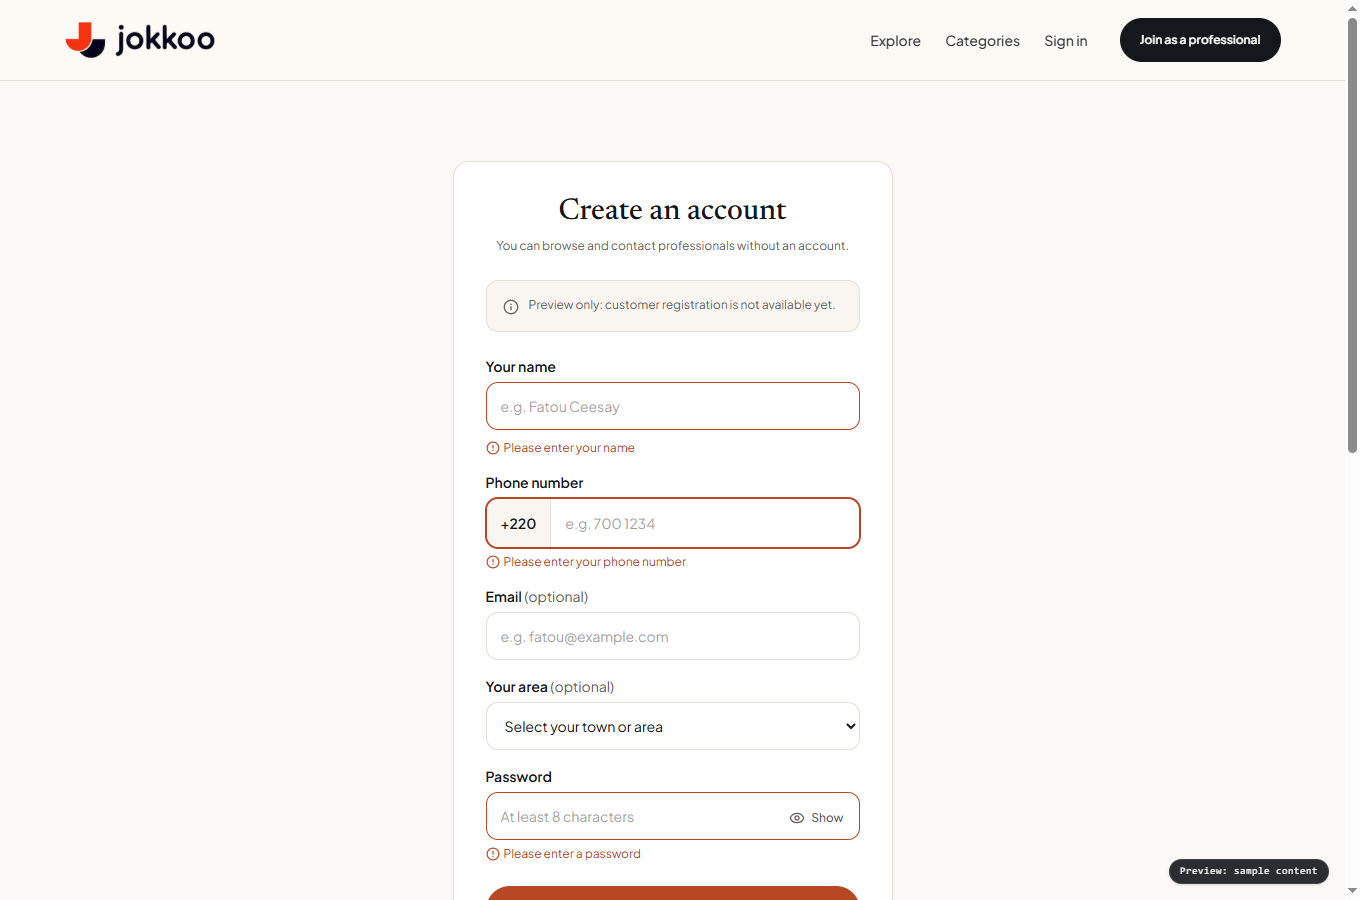 jokkoo
Explore
Categories
Sign in
Join as a professional
Create an account
You can browse and contact professionals without an account.
Preview only: customer registration is not available yet.
Your name
e.g. Fatou Ceesay
Please enter your name
Phone number
+220
e.g. 700 1234
Please enter your phone number
Email (optional)
e.g. fatou@example.com
Your area (optional)
Select your town or area
Password
At least 8 characters
Show
Please enter a password
Preview: sample content